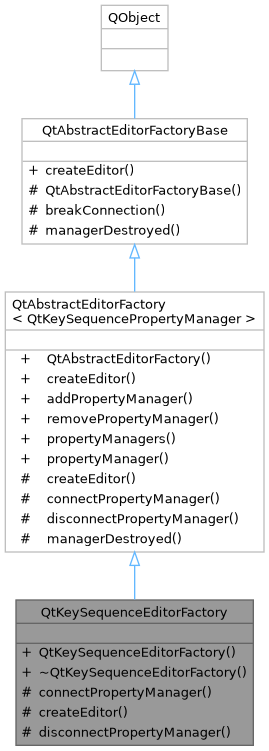 QObject
QtAbstractEditorFactoryBase
+ createEditor()
# QtAbstractEditorFactoryBase()
# breakConnection()
# managerDestroyed()
QtAbstractEditorFactory
< QtKeySequencePropertyManager >
+ QtAbstractEditorFactory()
+ createEditor()
+ addPropertyManager()
+ removePropertyManager()
+ propertyManagers()
+ propertyManager()
# createEditor()
# connectPropertyManager()
# disconnectPropertyManager()
# managerDestroyed()
QtKeySequenceEditorFactory
+ QtKeySequenceEditorFactory()
+ ~QtKeySequenceEditorFactory()
# connectPropertyManager()
# createEditor()
# disconnectPropertyManager()